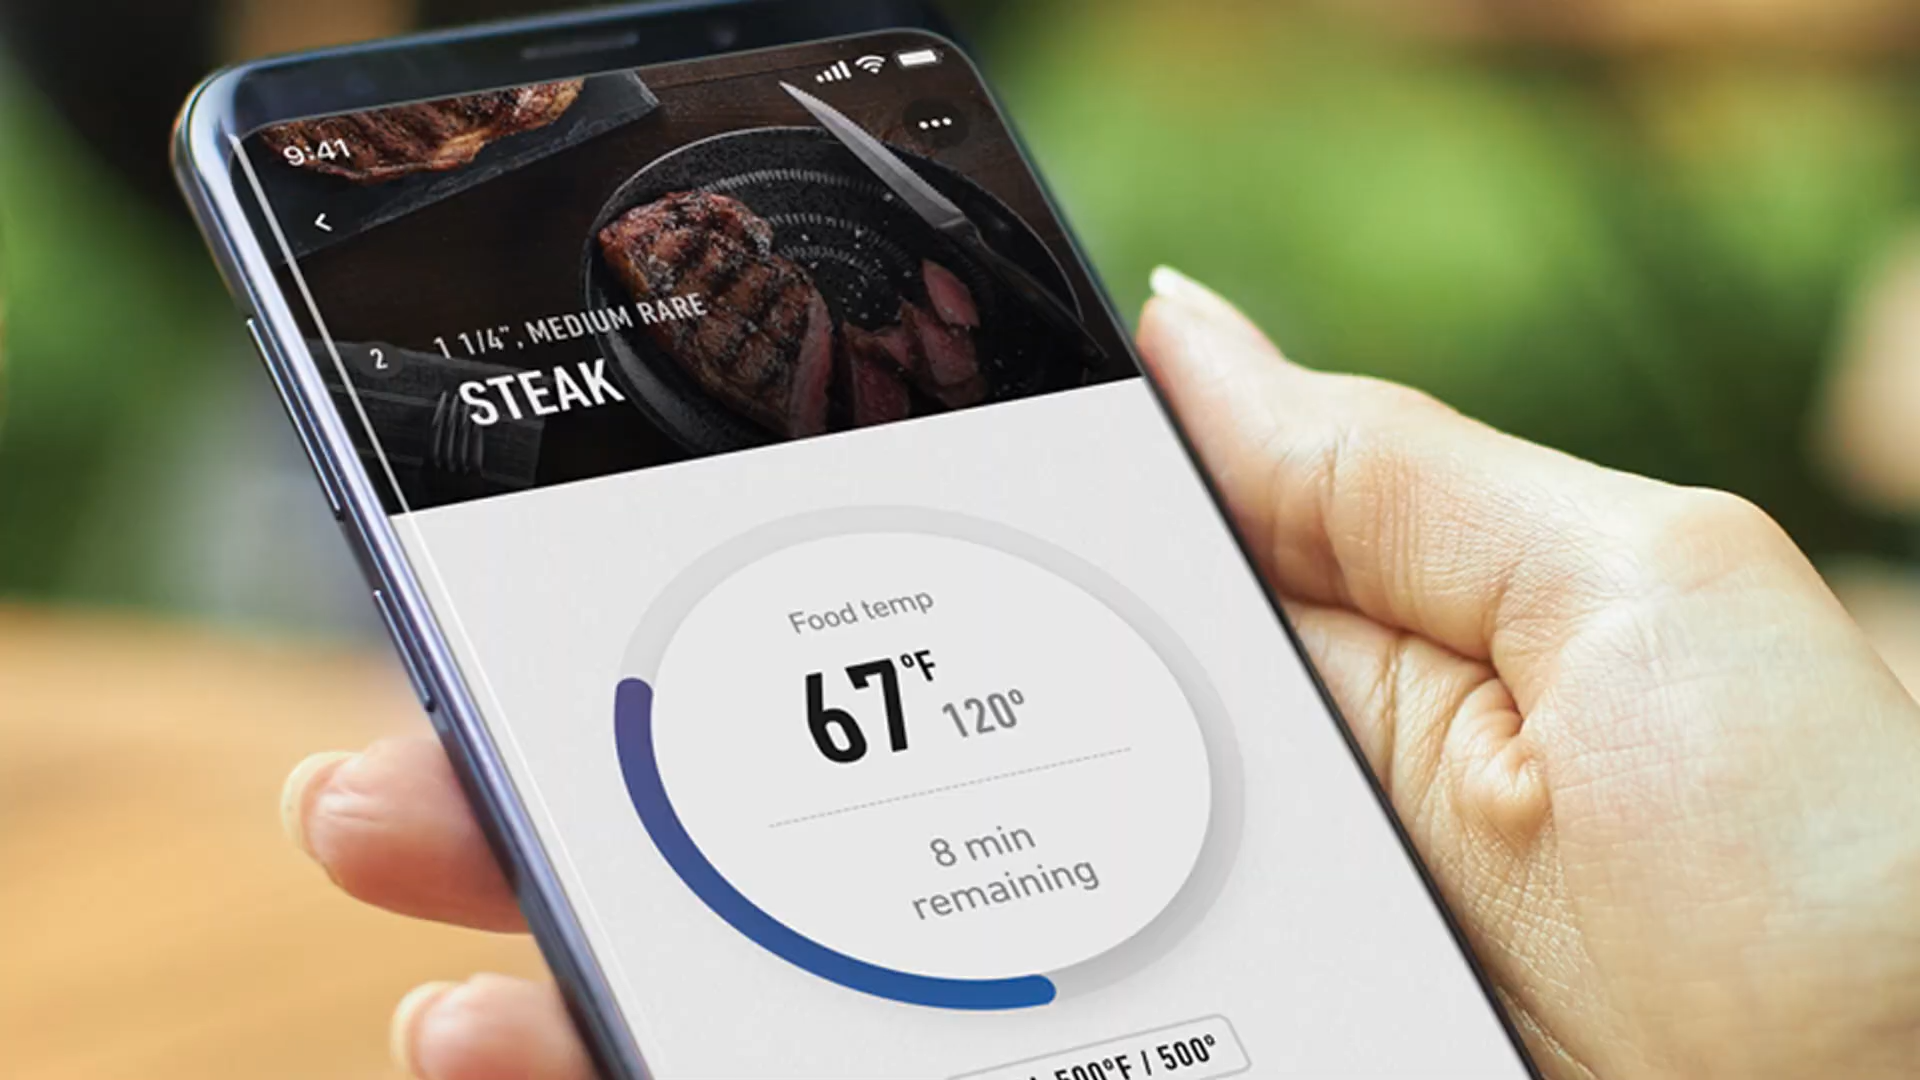 9:41
2
1 1/4", MEDIUM RARE
STEAK
Food temp
67°F 120°
8 min
remaining
500°F / 500°